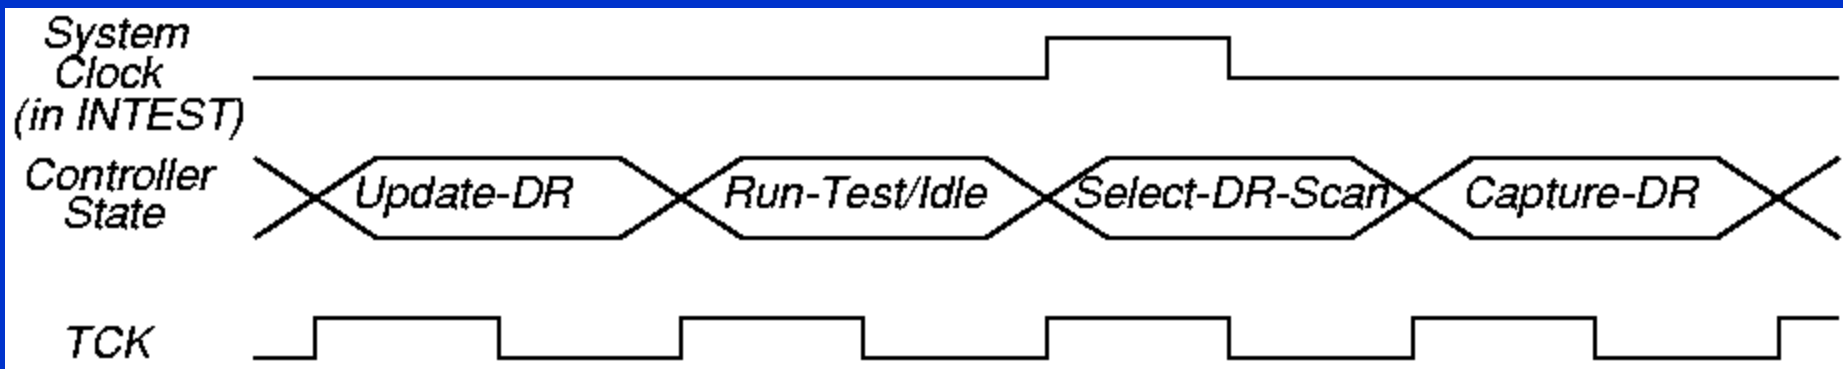 System
Clock
(in INTEST)
Controller
State
Update-DR
Run-Test/Idle
Select-DR-Scan
Capture-DR
TCK